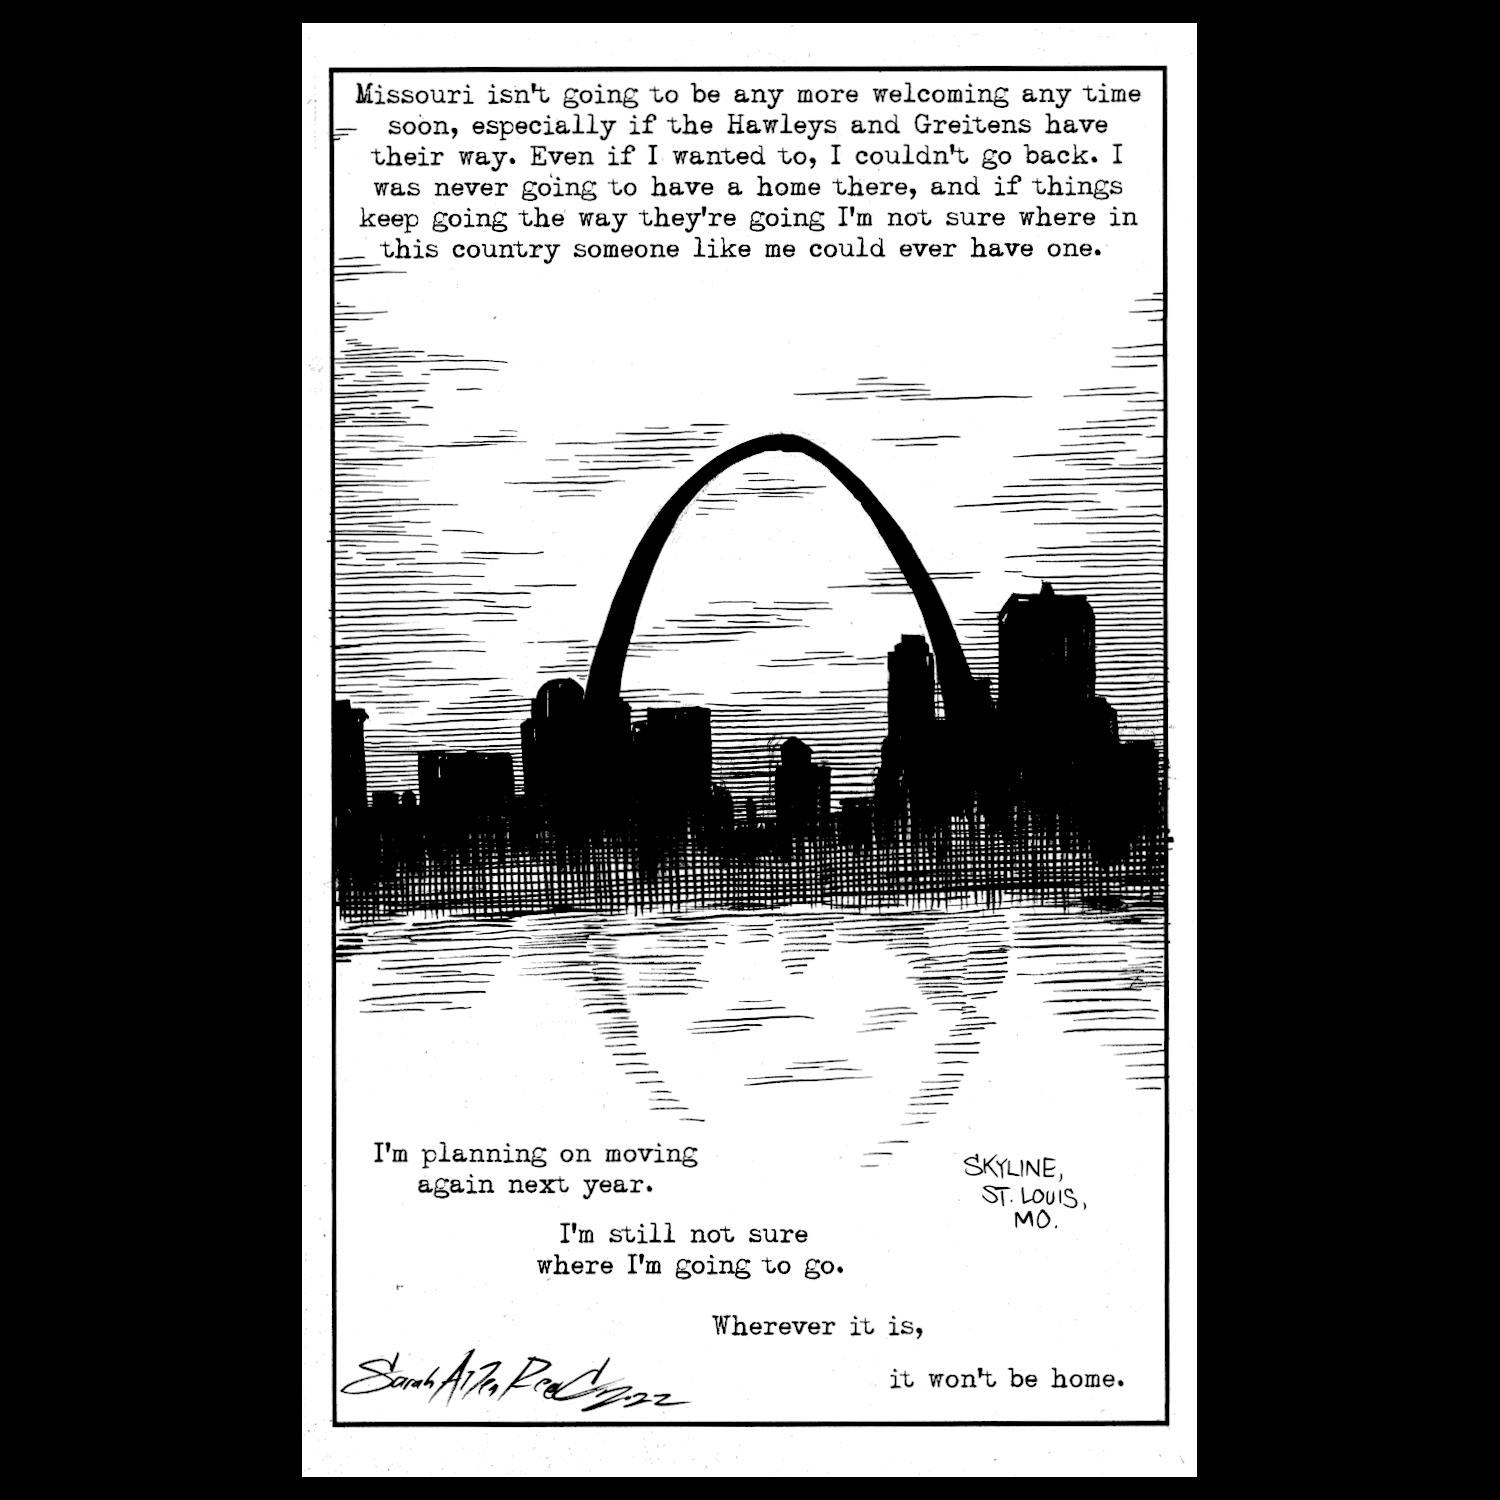 Missouri isn't going to be any more welcoming any time
soon, especially if the Hawleys and Greitens have
their way. Even if I wanted to, I couldn't go back. I
was never going to have a home there, and if things
keep going the way they're going I'm not sure where in
this country someone like me could ever have one.
I'm planning on moving
again next year.
SKYLINE,
ST. LOUIS,
MO.
I'm still not sure
where I'm going to go.
Wherever it is,
it won't be home.
Sarah Allen Reed